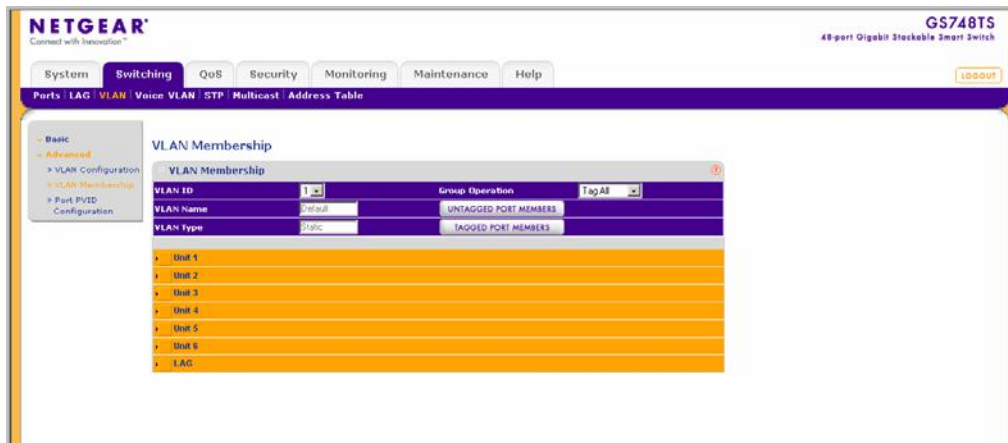 NETGEAR
Connect with Innovation™
GS748TS
48-port Gigabit Stackable Smart Switch
System Switching QoS Security Monitoring Maintenance Help
LOGOUT
Ports LAG VLAN Voice VLAN STP Multicast Address Table
Basic
Advanced
VLAN Configuration
VLAN Membership
Port PVID
Configuration
VLAN Membership
VLAN Membership
VLAN ID 1 Group Operation Tag All
VLAN Name Default UNTAGGED PORT MEMBERS
VLAN Type Static TAGGED PORT MEMBERS
Unit 1
Unit 2
Unit 3
Unit 4
Unit 5
Unit 6
LAG